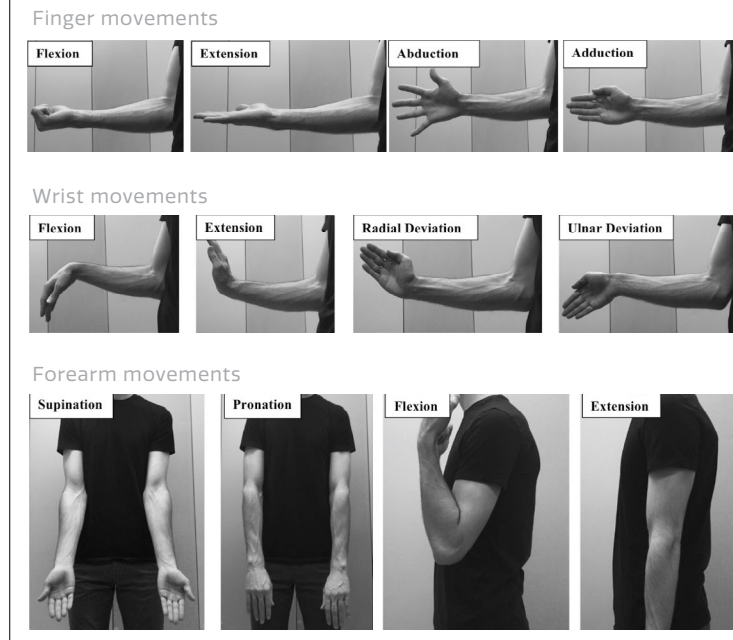 Finger movements
Flexion Extension Abduction Adduction
Wrist movements
Flexion Extension Radial Deviation Ulnar Deviation
Forearm movements
Supination Pronation Flexion Extension